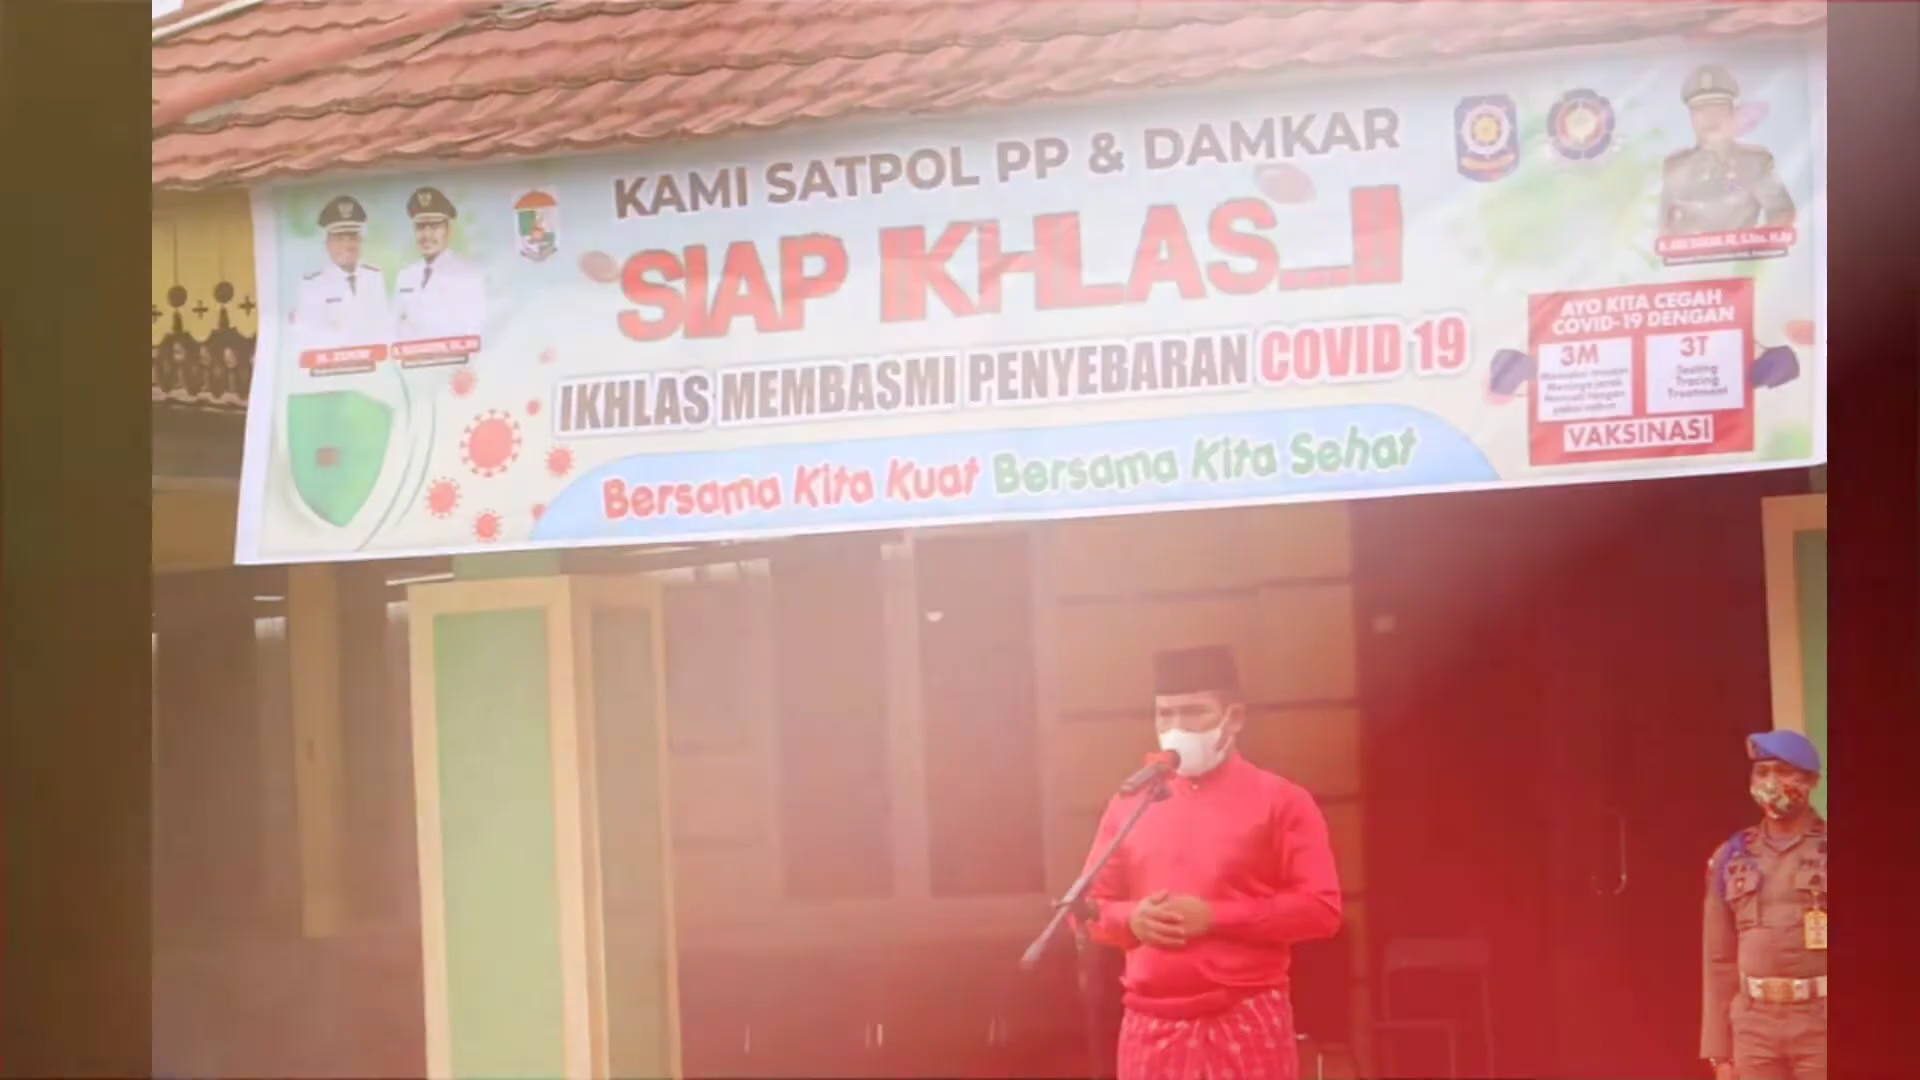 KAMI SATPOL PP & DAMKAR
SIAP IKHLAS...!!
IKHLAS MEMBASMI PENYEBARAN COVID 19
Bersama Kita Kuat Bersama Kita Sehat
AYO KITA CEGAH
COVID-19 DENGAN
3M
3T
Testing
Tracing
Treatment
VAKSINASI